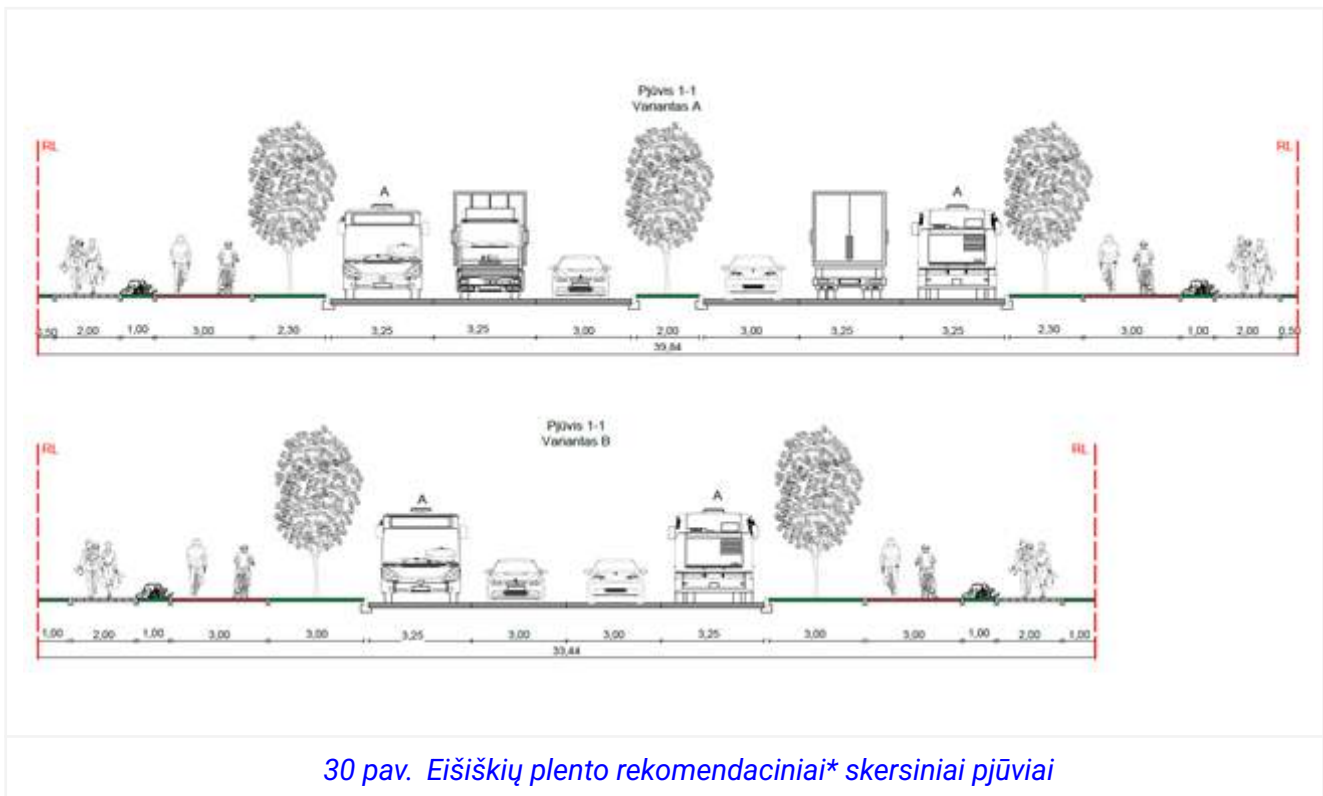 Pjūvis 1-1
Variantas A
RL
RL
A
A
0,50 2,00 1,00 3,00 2,30 3,25 3,25 3,00 2,00 3,00 3,25 3,25 2,30 3,00 1,00 2,00 0,50
39,84
Pjūvis 1-1
Variantas B
RL
RL
A
A
1,00 2,00 1,00 3,00 3,00 3,25 3,00 3,00 3,25 3,00 3,00 1,00 2,00 1,00
33,44
30 pav. Eišiškių plento rekomendaciniai* skersiniai pjūviai